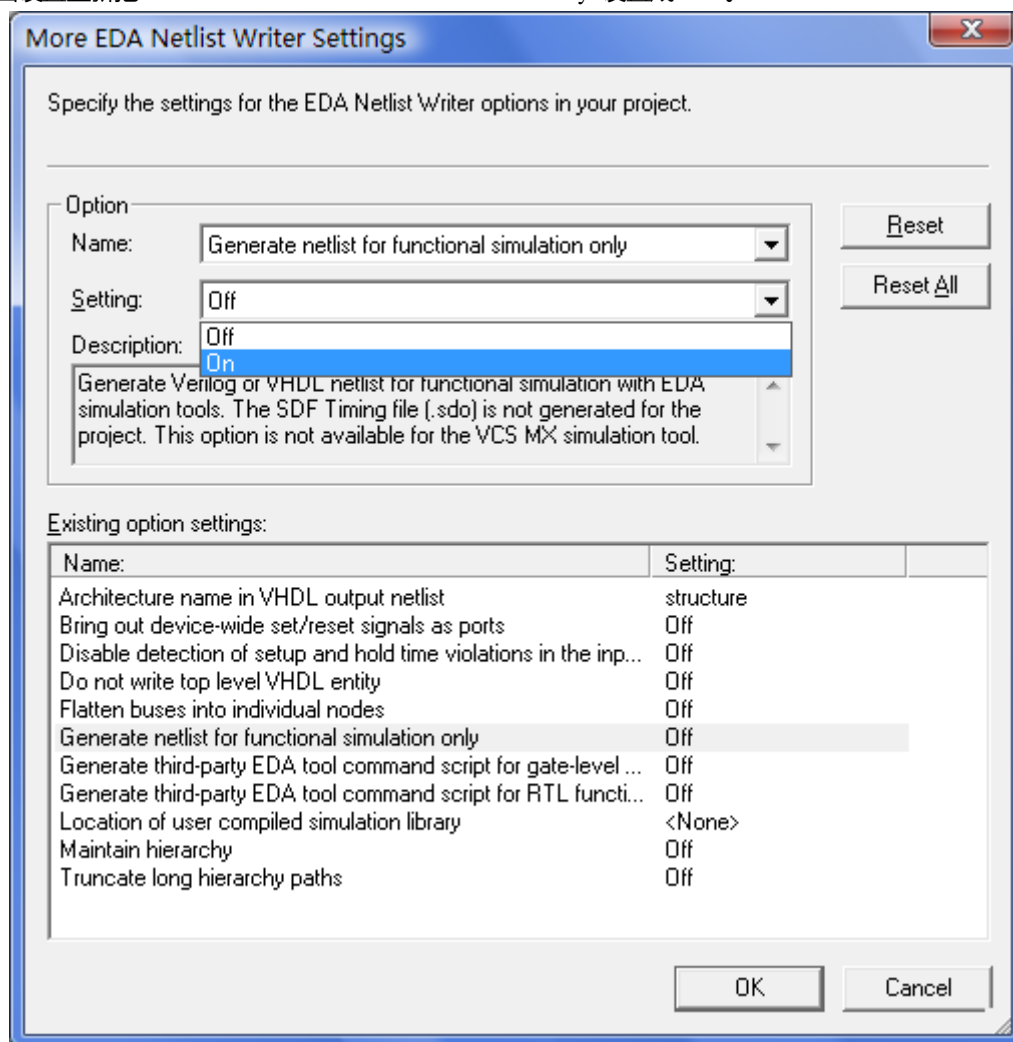 More EDA Netlist Writer Settings
Specify the settings for the EDA Netlist Writer options in your project.
Option
Name: Generate netlist for functional simulation only
Reset
Setting: Off
Reset All
Off
Description:
On
Generate Verilog or VHDL netlist for functional simulation with EDA
simulation tools. The SDF Timing file (.sdo) is not generated for the
project. This option is not available for the VCS MX simulation tool.
Existing option settings:
Name: Setting:
Architecture name in VHDL output netlist structure
Bring out device-wide set/reset signals as ports Off
Disable detection of setup and hold time violations in the inp... Off
Do not write top level VHDL entity Off
Flatten buses into individual nodes Off
Generate netlist for functional simulation only Off
Generate third-party EDA tool command script for gate-level ... Off
Generate third-party EDA tool command script for RTL functi... Off
Location of user compiled simulation library <None>
Maintain hierarchy Off
Truncate long hierarchy paths Off
OK Cancel